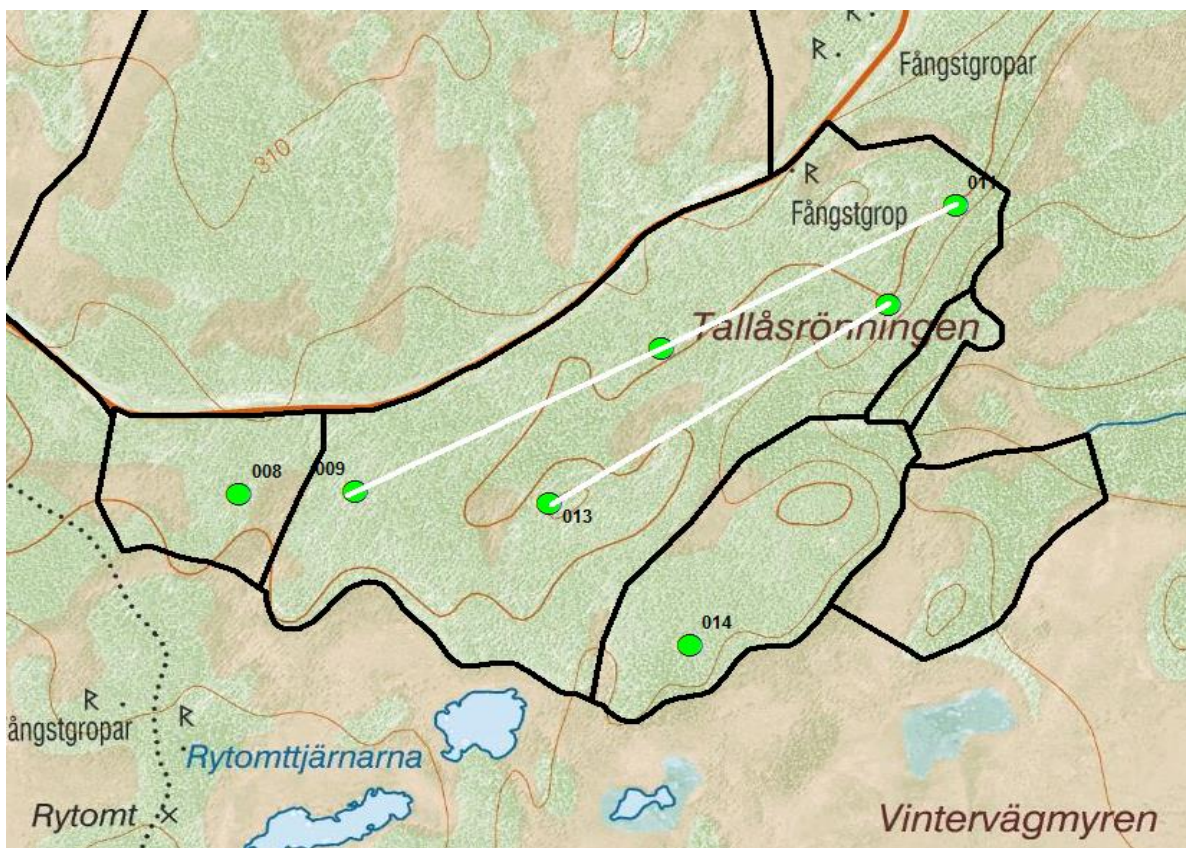 R
Fångstgropar
R
310
R
011
Fångstgrop
Tallåsrönningen
008
009
013
014
R
R
ångstgropar
Rytomttjärnarna
Rytomt
Vintervägmyren